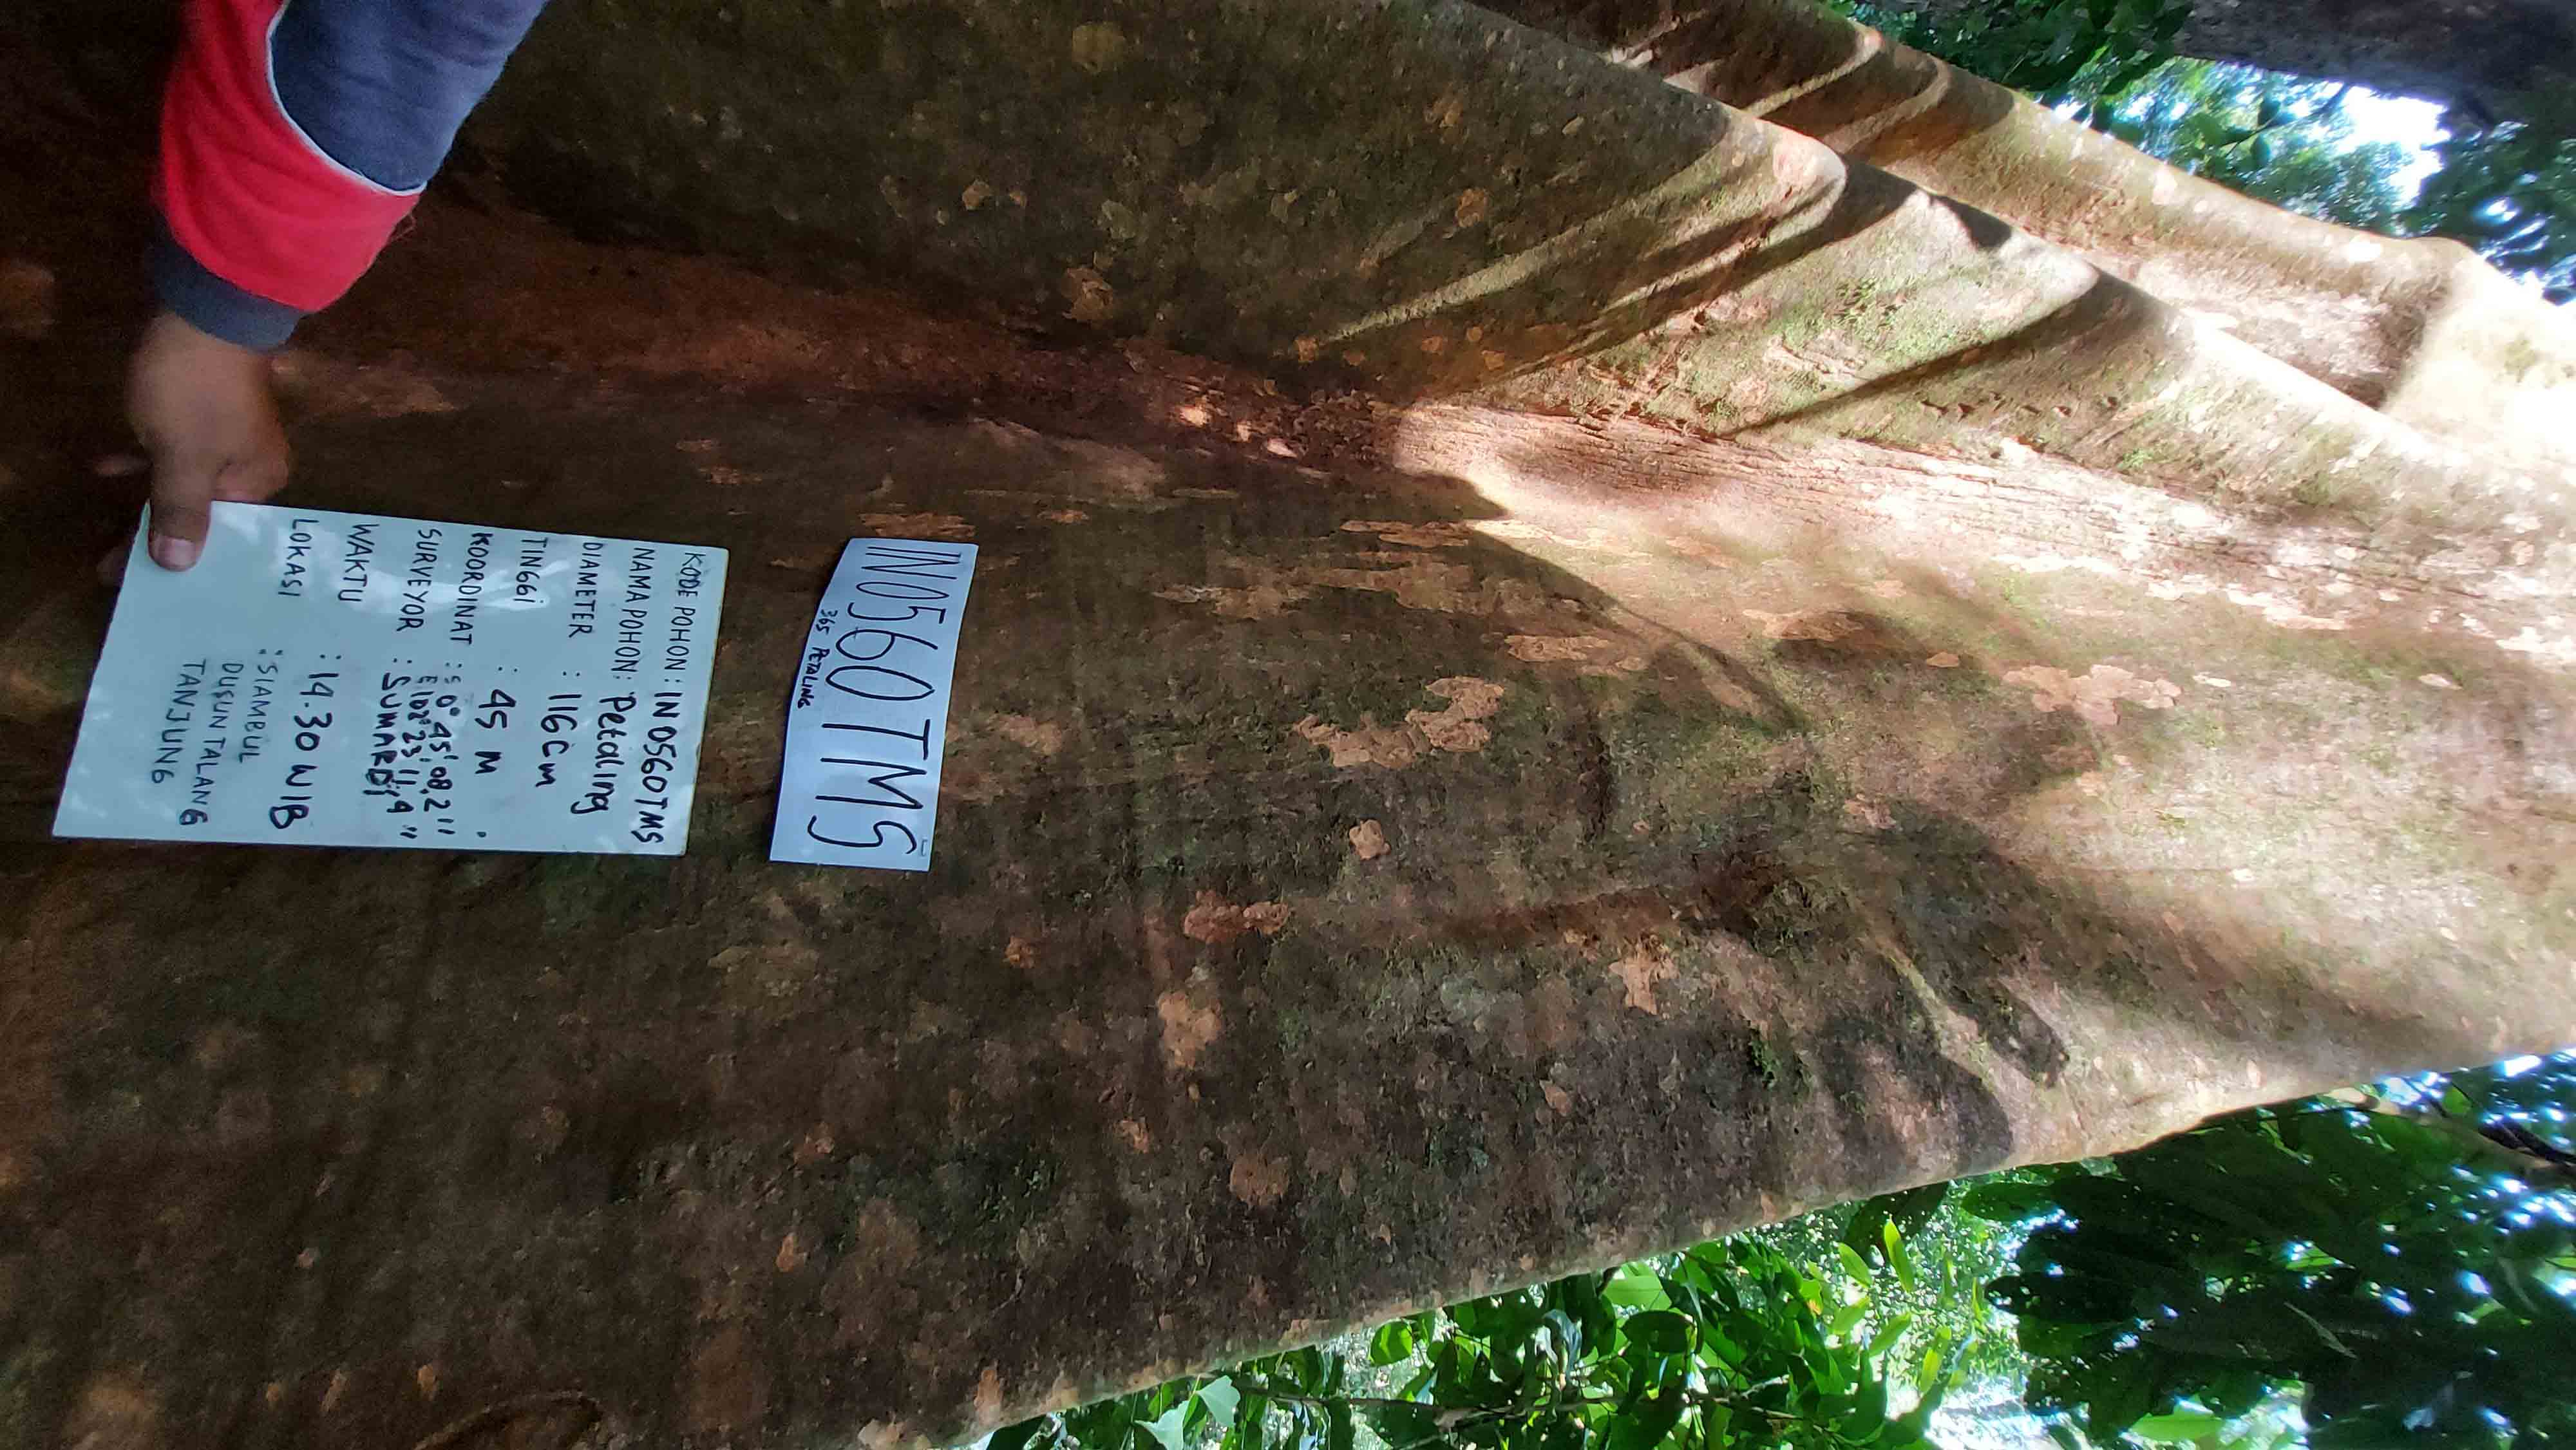 IN0560TMS
365 PETALING
KODE POHON : IN0560TMS
NAMA POHON : Petaling
DIAMETER : 116 cm
TINGGI : 45 M
KOORDINAT : S 0° 45' 08,2"
E 102° 23' 11,4"
SURVEYOR : SUMARDI
WAKTU : 14.30 WIB
LOKASI : SIAMBUL
DUSUN TALANG
TANJUNG